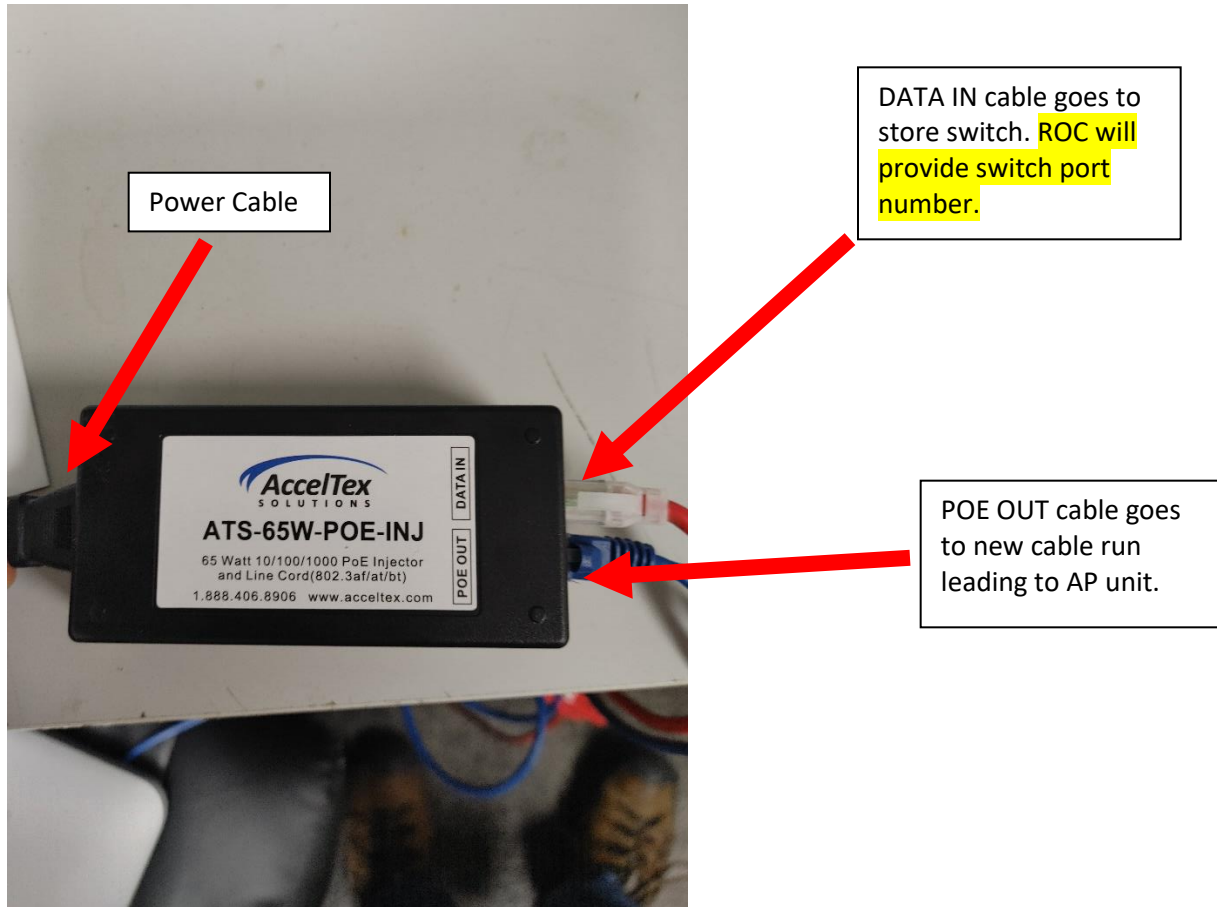 Power Cable
DATA IN cable goes to
store switch. ROC will
provide switch port
number.
AccelTex
SOLUTIONS
ATS-65W-POE-INJ
65 Watt 10/100/1000 PoE Injector
and Line Cord(802.3af/at/bt)
1.888.406.8906 www.acceltex.com
DATA IN
POE OUT
POE OUT cable goes
to new cable run
leading to AP unit.